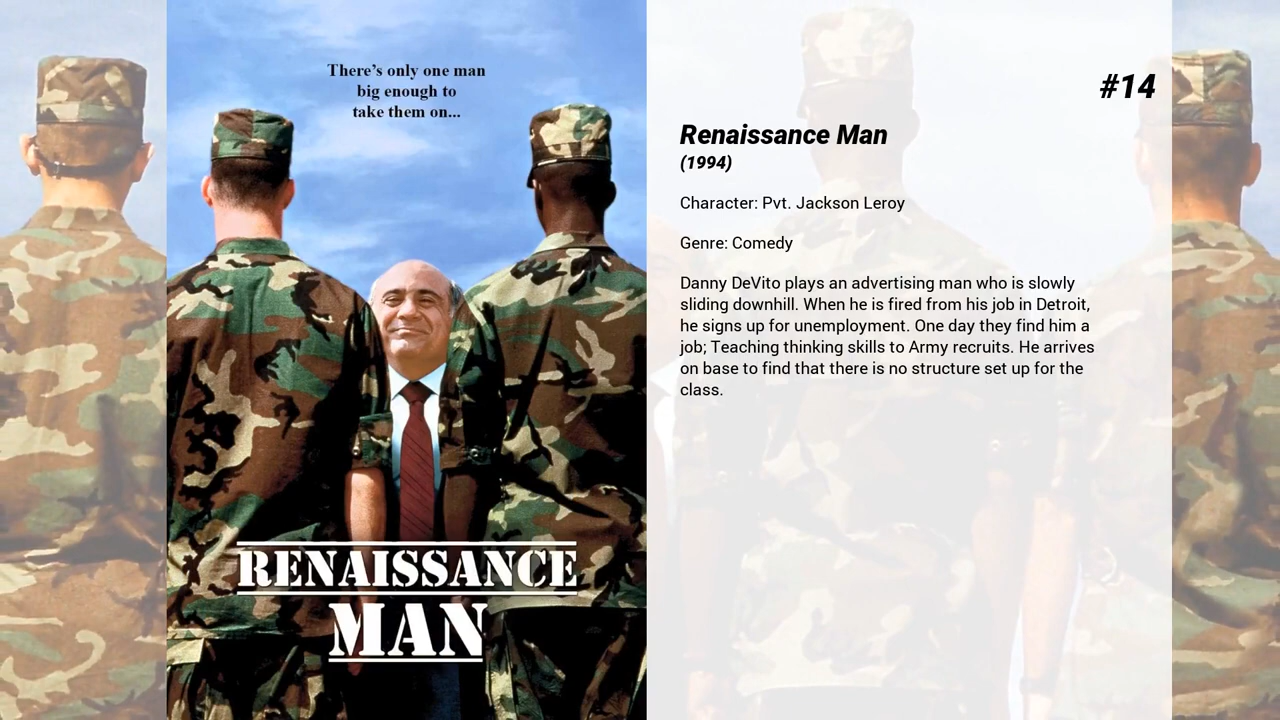 There's only one man
big enough to
take them on...
RENAISSANCE
MAN
#14
Renaissance Man
(1994)
Character: Pvt. Jackson Leroy
Genre: Comedy
Danny DeVito plays an advertising man who is slowly
sliding downhill. When he is fired from his job in Detroit,
he signs up for unemployment. One day they find him a
job; Teaching thinking skills to Army recruits. He arrives
on base to find that there is no structure set up for the
class.